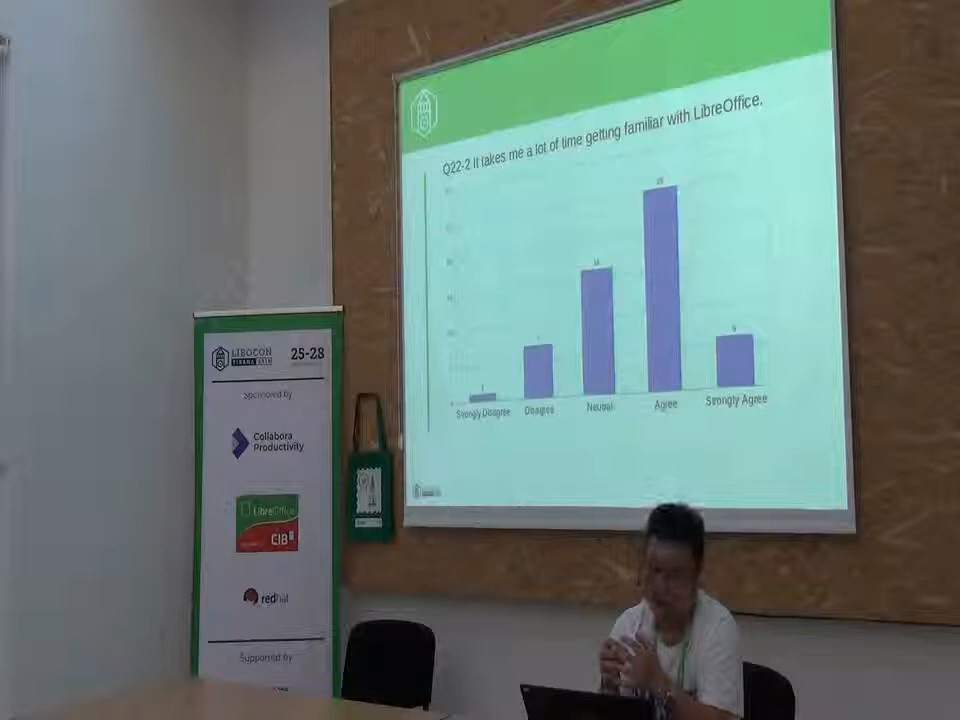 Q22-2 It takes me a lot of time getting familiar with LibreOffice.
Strongly Disagree
Disagree
Neutral
Agree
Strongly Agree
LIBOCON
25-28
Sponsored by
Collabora
Productivity
LibreOffice
CIB
redhat
Supported by